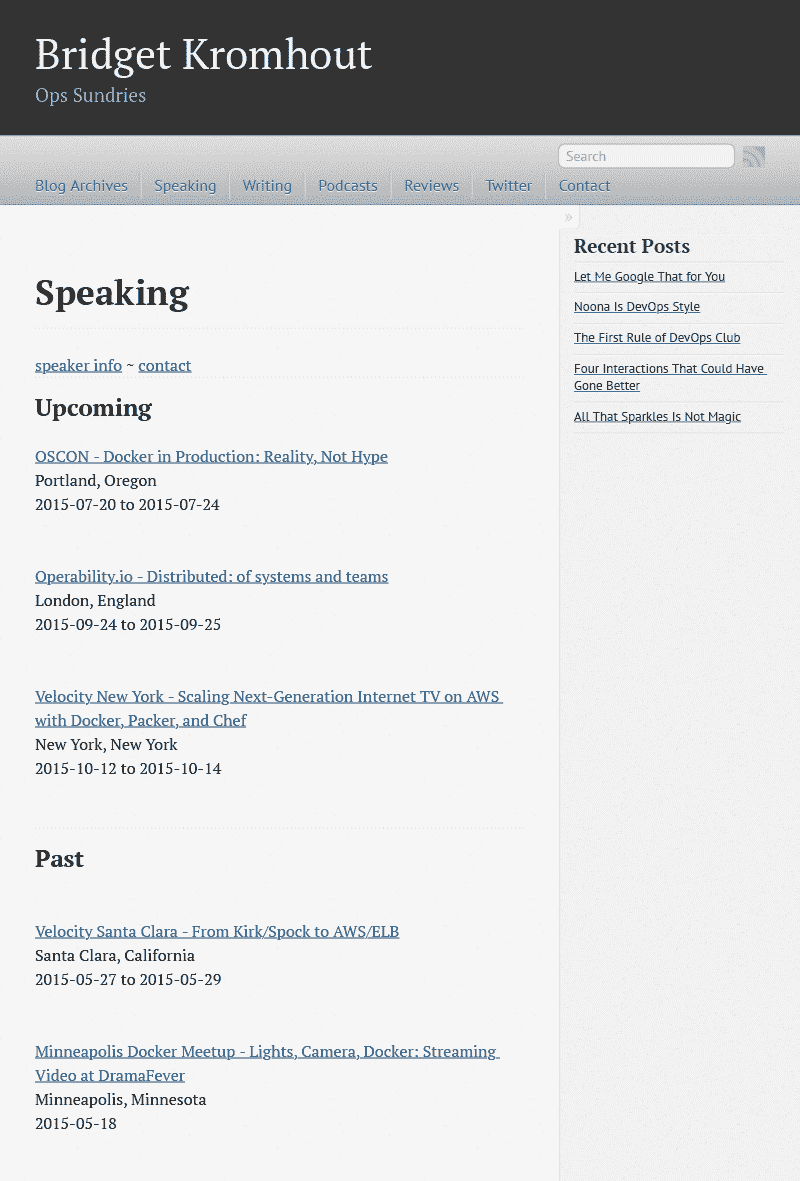 Bridget Kromhout
Ops Sundries
Search
Blog Archives
Speaking
Writing
Podcasts
Reviews
Twitter
Contact
»
Speaking
speaker info ~ contact
Upcoming
OSCON - Docker in Production: Reality, Not Hype
Portland, Oregon
2015-07-20 to 2015-07-24
Operability.io - Distributed: of systems and teams
London, England
2015-09-24 to 2015-09-25
Velocity New York - Scaling Next-Generation Internet TV on AWS
with Docker, Packer, and Chef
New York, New York
2015-10-12 to 2015-10-14
Past
Velocity Santa Clara - From Kirk/Spock to AWS/ELB
Santa Clara, California
2015-05-27 to 2015-05-29
Minneapolis Docker Meetup - Lights, Camera, Docker: Streaming
Video at DramaFever
Minneapolis, Minnesota
2015-05-18
Recent Posts
Let Me Google That for You
Noona Is DevOps Style
The First Rule of DevOps Club
Four Interactions That Could Have
Gone Better
All That Sparkles Is Not Magic